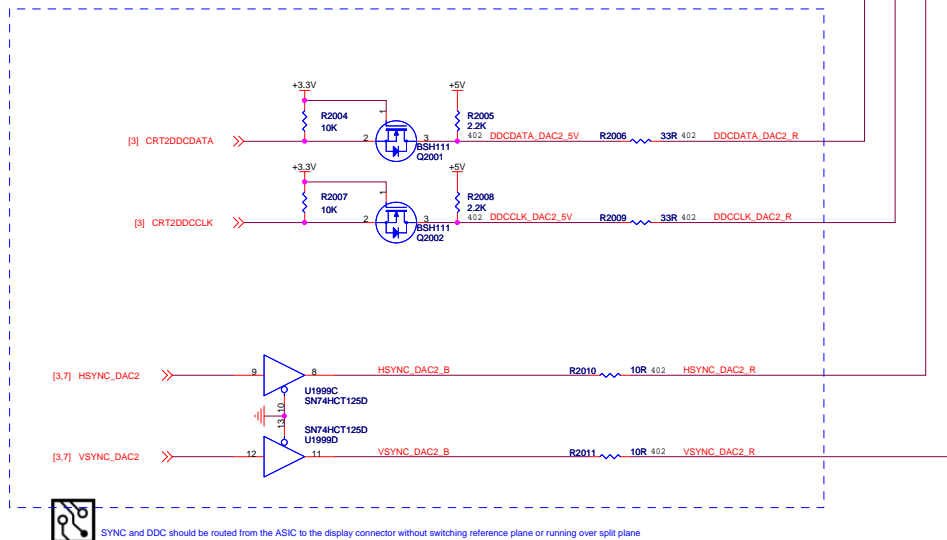 +3.3V +5V
R2004 R2005
10K 2.2K
1
[3] CRT2DDCDATA 2 3 402 DDCDATA_DAC2_5V R2006 33R 402 DDCDATA_DAC2_R
BSH111
Q2001
+3.3V +5V
R2007 R2008
10K 2.2K
1
[3] CRT2DDCCLK 2 3 402 DDCCLK_DAC2_5V R2009 33R 402 DDCCLK_DAC2_R
BSH111
Q2002
[3,7] HSYNC_DAC2 9 8 HSYNC_DAC2_B R2010 10R 402 HSYNC_DAC2_R
U1999C
SN74HCT125D
10
13
SN74HCT125D
U1999D
[3,7] VSYNC_DAC2 12 11 VSYNC_DAC2_B R2011 10R 402 VSYNC_DAC2_R
SYNC and DDC should be routed from the ASIC to the display connector without switching reference plane or running over split plane